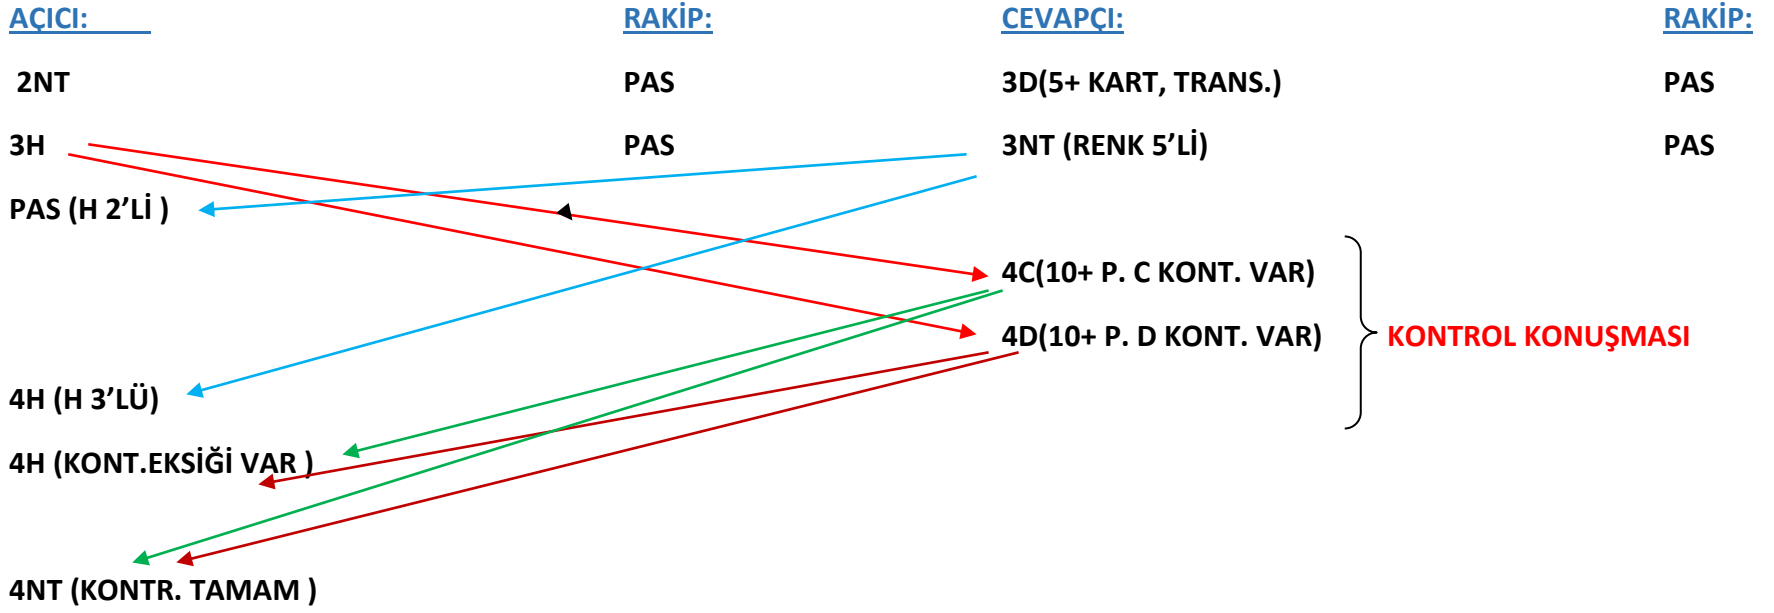 AÇICI: RAKİP: CEVAPÇI: RAKİP:
2NT PAS 3D(5+ KART, TRANS.) PAS
3H PAS 3NT (RENK 5’Lİ) PAS
PAS (H 2’Lİ )
4C(10+ P. C KONT. VAR)
4D(10+ P. D KONT. VAR) KONTROL KONUŞMASI
4H (H 3’LÜ)
4H (KONT.EKSİĞİ VAR )
4NT (KONTR. TAMAM )